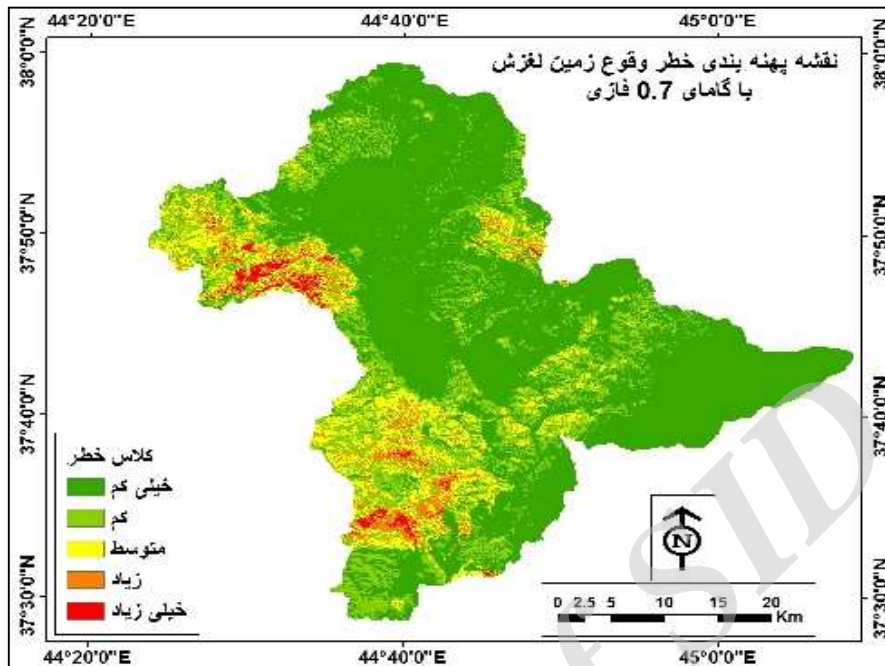 44°20'0"E 44°40'0"E 45°0'0"E
نقشه پهنه بندی خطر وقوع زمین لغزش
با گامای 0.7 فازی
38°0'0"N
38°0'0"N
37°50'0"N
37°50'0"N
37°40'0"N
37°40'0"N
37°30'0"N
37°30'0"N
کلاس خطر
خیلی کم
کم
متوسط
زیاد
خیلی زیاد
N
0 2.5 5 10 15 20
Km
44°20'0"E 44°40'0"E 45°0'0"E
SID